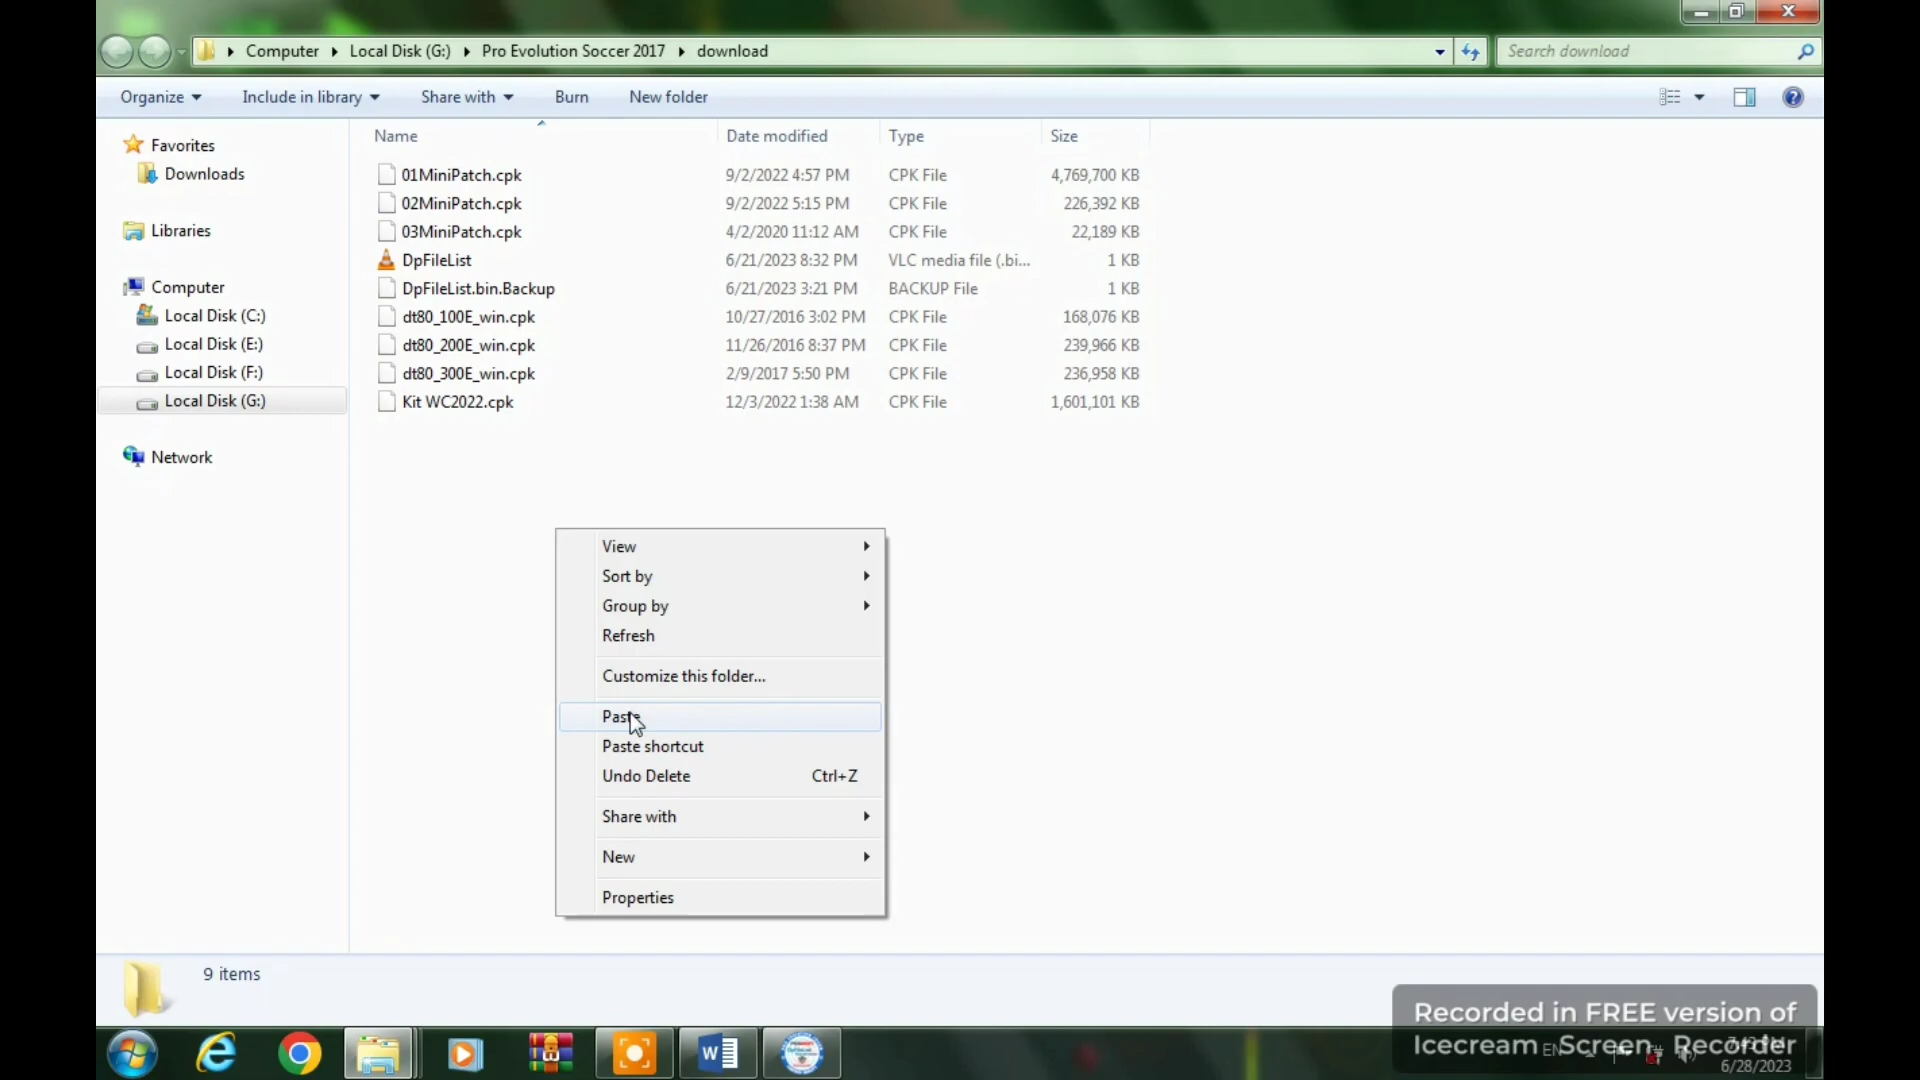 Computer Local Disk (G:) Pro Evolution Soccer 2017 download
Search download
Organize Include in library Share with Burn New folder
Name Date modified Type Size
Favorites
Downloads
Libraries
Computer
Local Disk (C:)
Local Disk (E:)
Local Disk (F:)
Local Disk (G:)
Network
01MiniPatch.cpk 9/2/2022 4:57 PM CPK File 4,769,700 KB
02MiniPatch.cpk 9/2/2022 5:15 PM CPK File 226,392 KB
03MiniPatch.cpk 4/2/2020 11:12 AM CPK File 22,189 KB
DpFileList 6/21/2023 8:32 PM VLC media file (.bi... 1 KB
DpFileList.bin.Backup 6/21/2023 3:21 PM BACKUP File 1 KB
dt80_100E_win.cpk 10/27/2016 3:02 PM CPK File 168,076 KB
dt80_200E_win.cpk 11/26/2016 8:37 PM CPK File 239,966 KB
dt80_300E_win.cpk 2/9/2017 5:50 PM CPK File 236,958 KB
Kit WC2022.cpk 12/3/2022 1:38 AM CPK File 1,601,101 KB
View
Sort by
Group by
Refresh
Customize this folder...
Paste
Paste shortcut
Undo Delete Ctrl+Z
Share with
New
Properties
9 items
Recorded in FREE version of
Icecream Screen Recorder
EN
6/28/2023